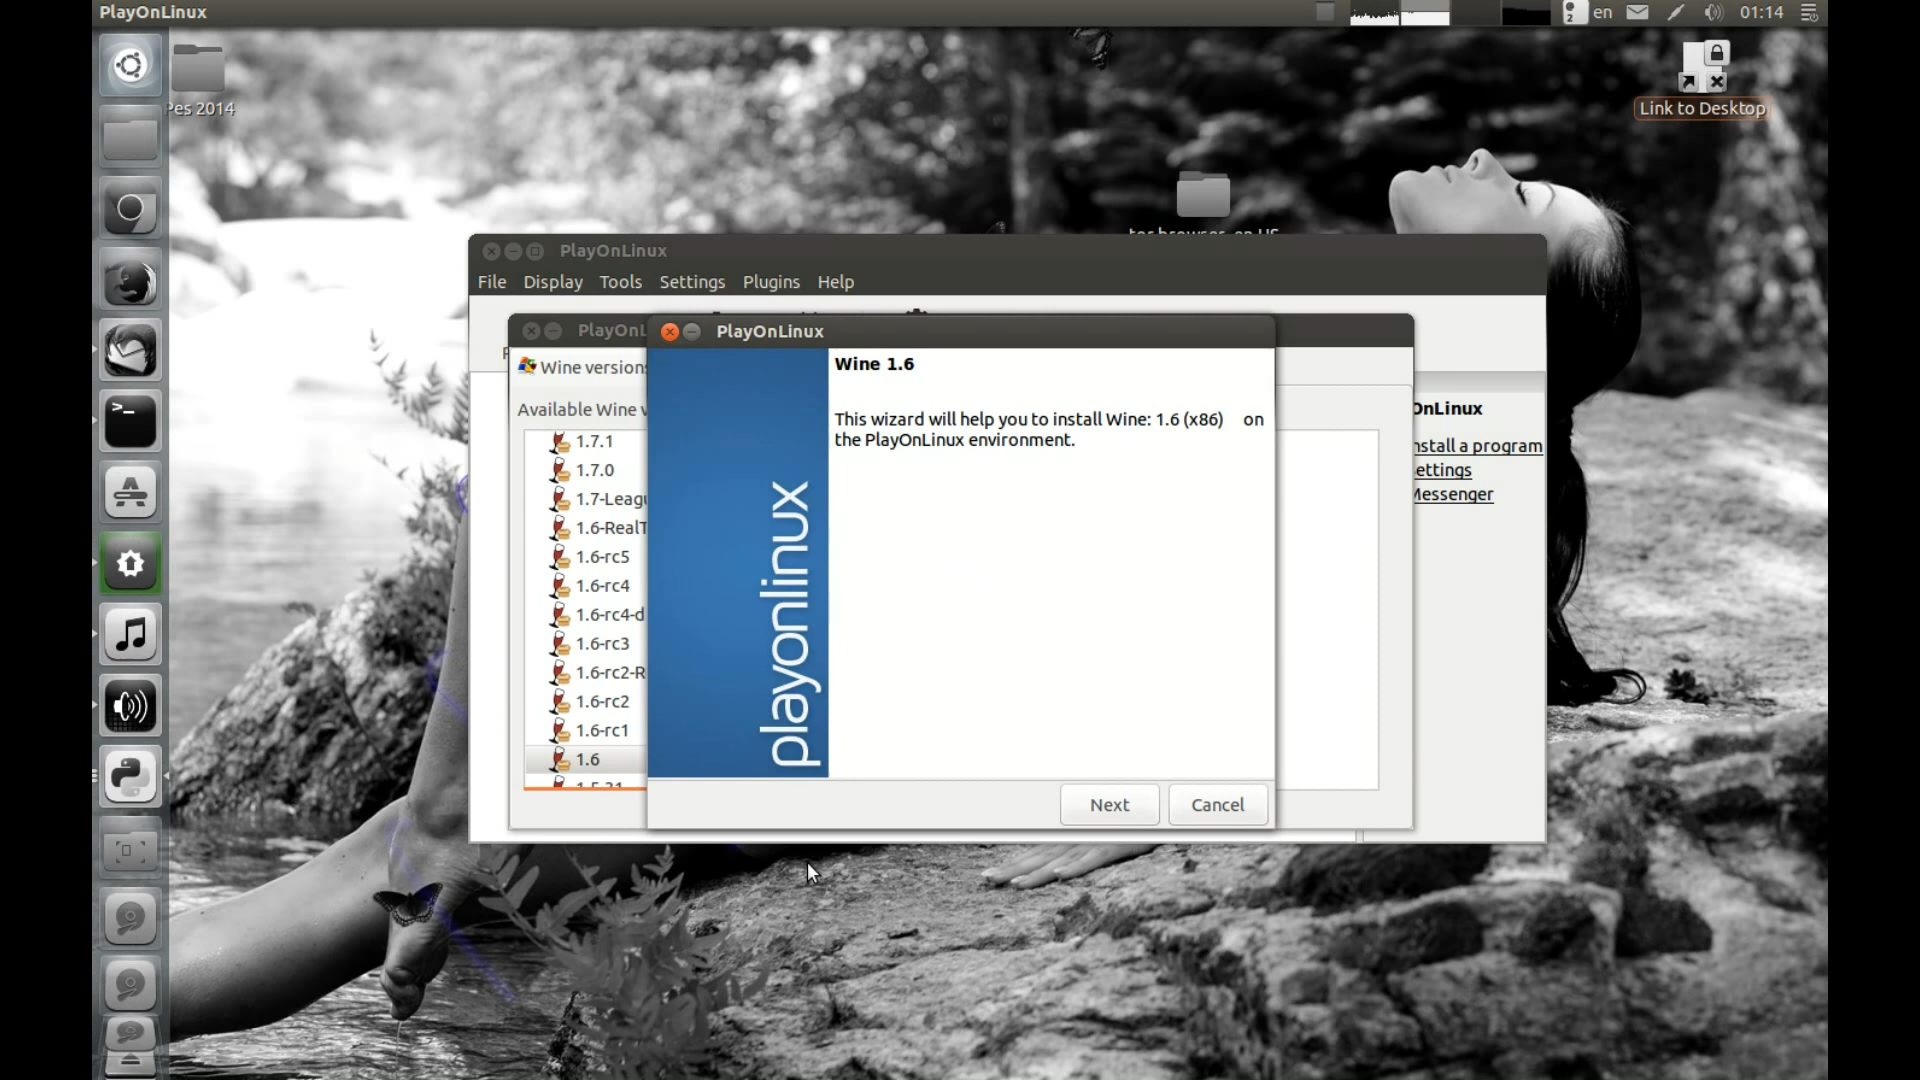 PlayOnLinux
2
en
01:14
Pes 2014
Link to Desktop
PlayOnLinux
File Display Tools Settings Plugins Help
PlayOnL
PlayOnLinux
Wine versions
Available Wine v
1.7.1
1.7.0
1.7-Leagu
1.6-RealT
1.6-rc5
1.6-rc4
1.6-rc4-d
1.6-rc3
1.6-rc2-R
1.6-rc2
1.6-rc1
1.6
Wine 1.6
This wizard will help you to install Wine: 1.6 (x86) on
the PlayOnLinux environment.
playonlinux
Next
Cancel
OnLinux
nstall a program
ettings
Messenger